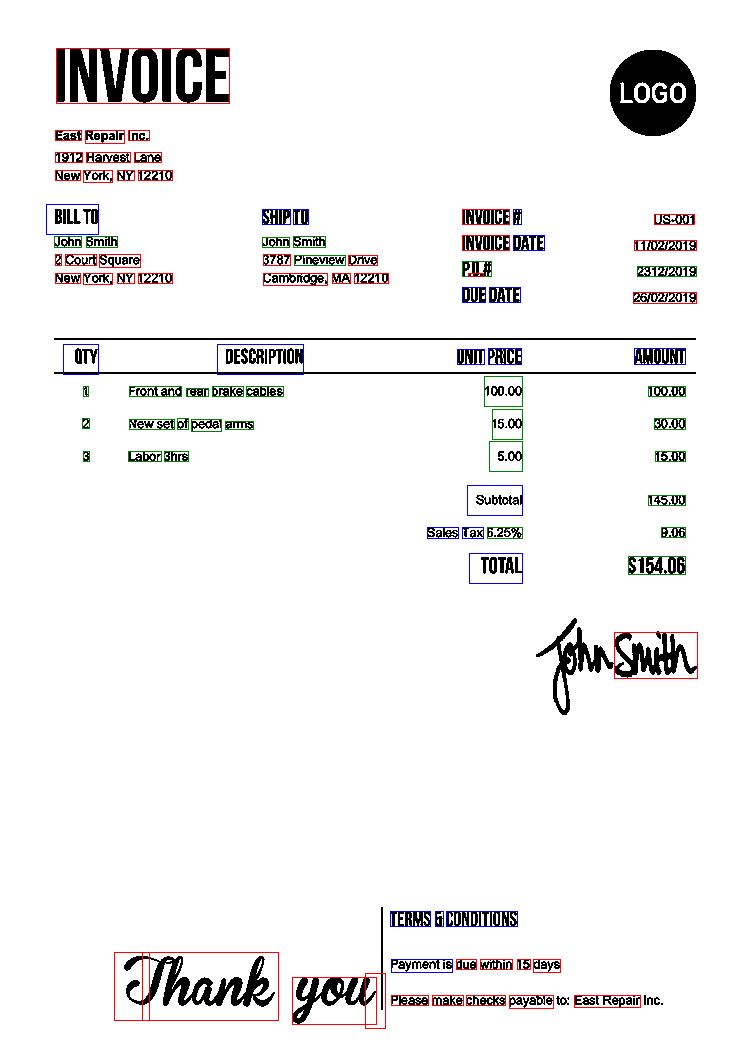 INVOICE
LOGO
East Repair Inc.
1912 Harvest Lane
New York, NY 12210
BILL TO
John Smith
2 Court Square
New York, NY 12210
SHIP TO
John Smith
3787 Pineview Drive
Cambridge, MA 12210
INVOICE # US-001
INVOICE DATE 11/02/2019
P.O.# 2312/2019
DUE DATE 26/02/2019
QTY DESCRIPTION UNIT PRICE AMOUNT
1 Front and rear brake cables 100.00 100.00
2 New set of pedal arms 15.00 30.00
3 Labor 3hrs 5.00 15.00
Subtotal 145.00
Sales Tax 6.25% 9.06
TOTAL $154.06
John Smith
Thank you
TERMS & CONDITIONS
Payment is due within 15 days
Please make checks payable to: East Repair Inc.